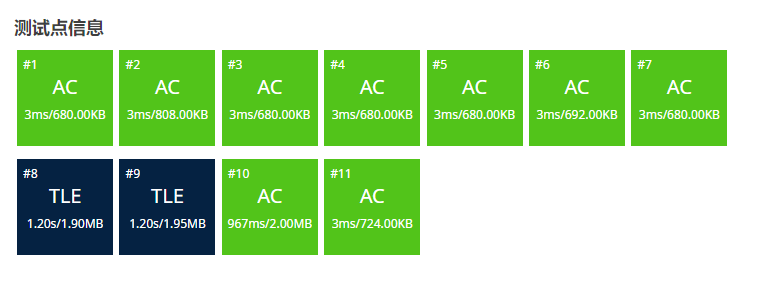 测试点信息
#1 #2 #3 #4 #5 #6 #7
AC AC AC AC AC AC AC
3ms/680.00KB 3ms/808.00KB 3ms/680.00KB 3ms/680.00KB 3ms/680.00KB 3ms/692.00KB 3ms/680.00KB
#8 #9 #10 #11
TLE TLE AC AC
1.20s/1.90MB 1.20s/1.95MB 967ms/2.00MB 3ms/724.00KB